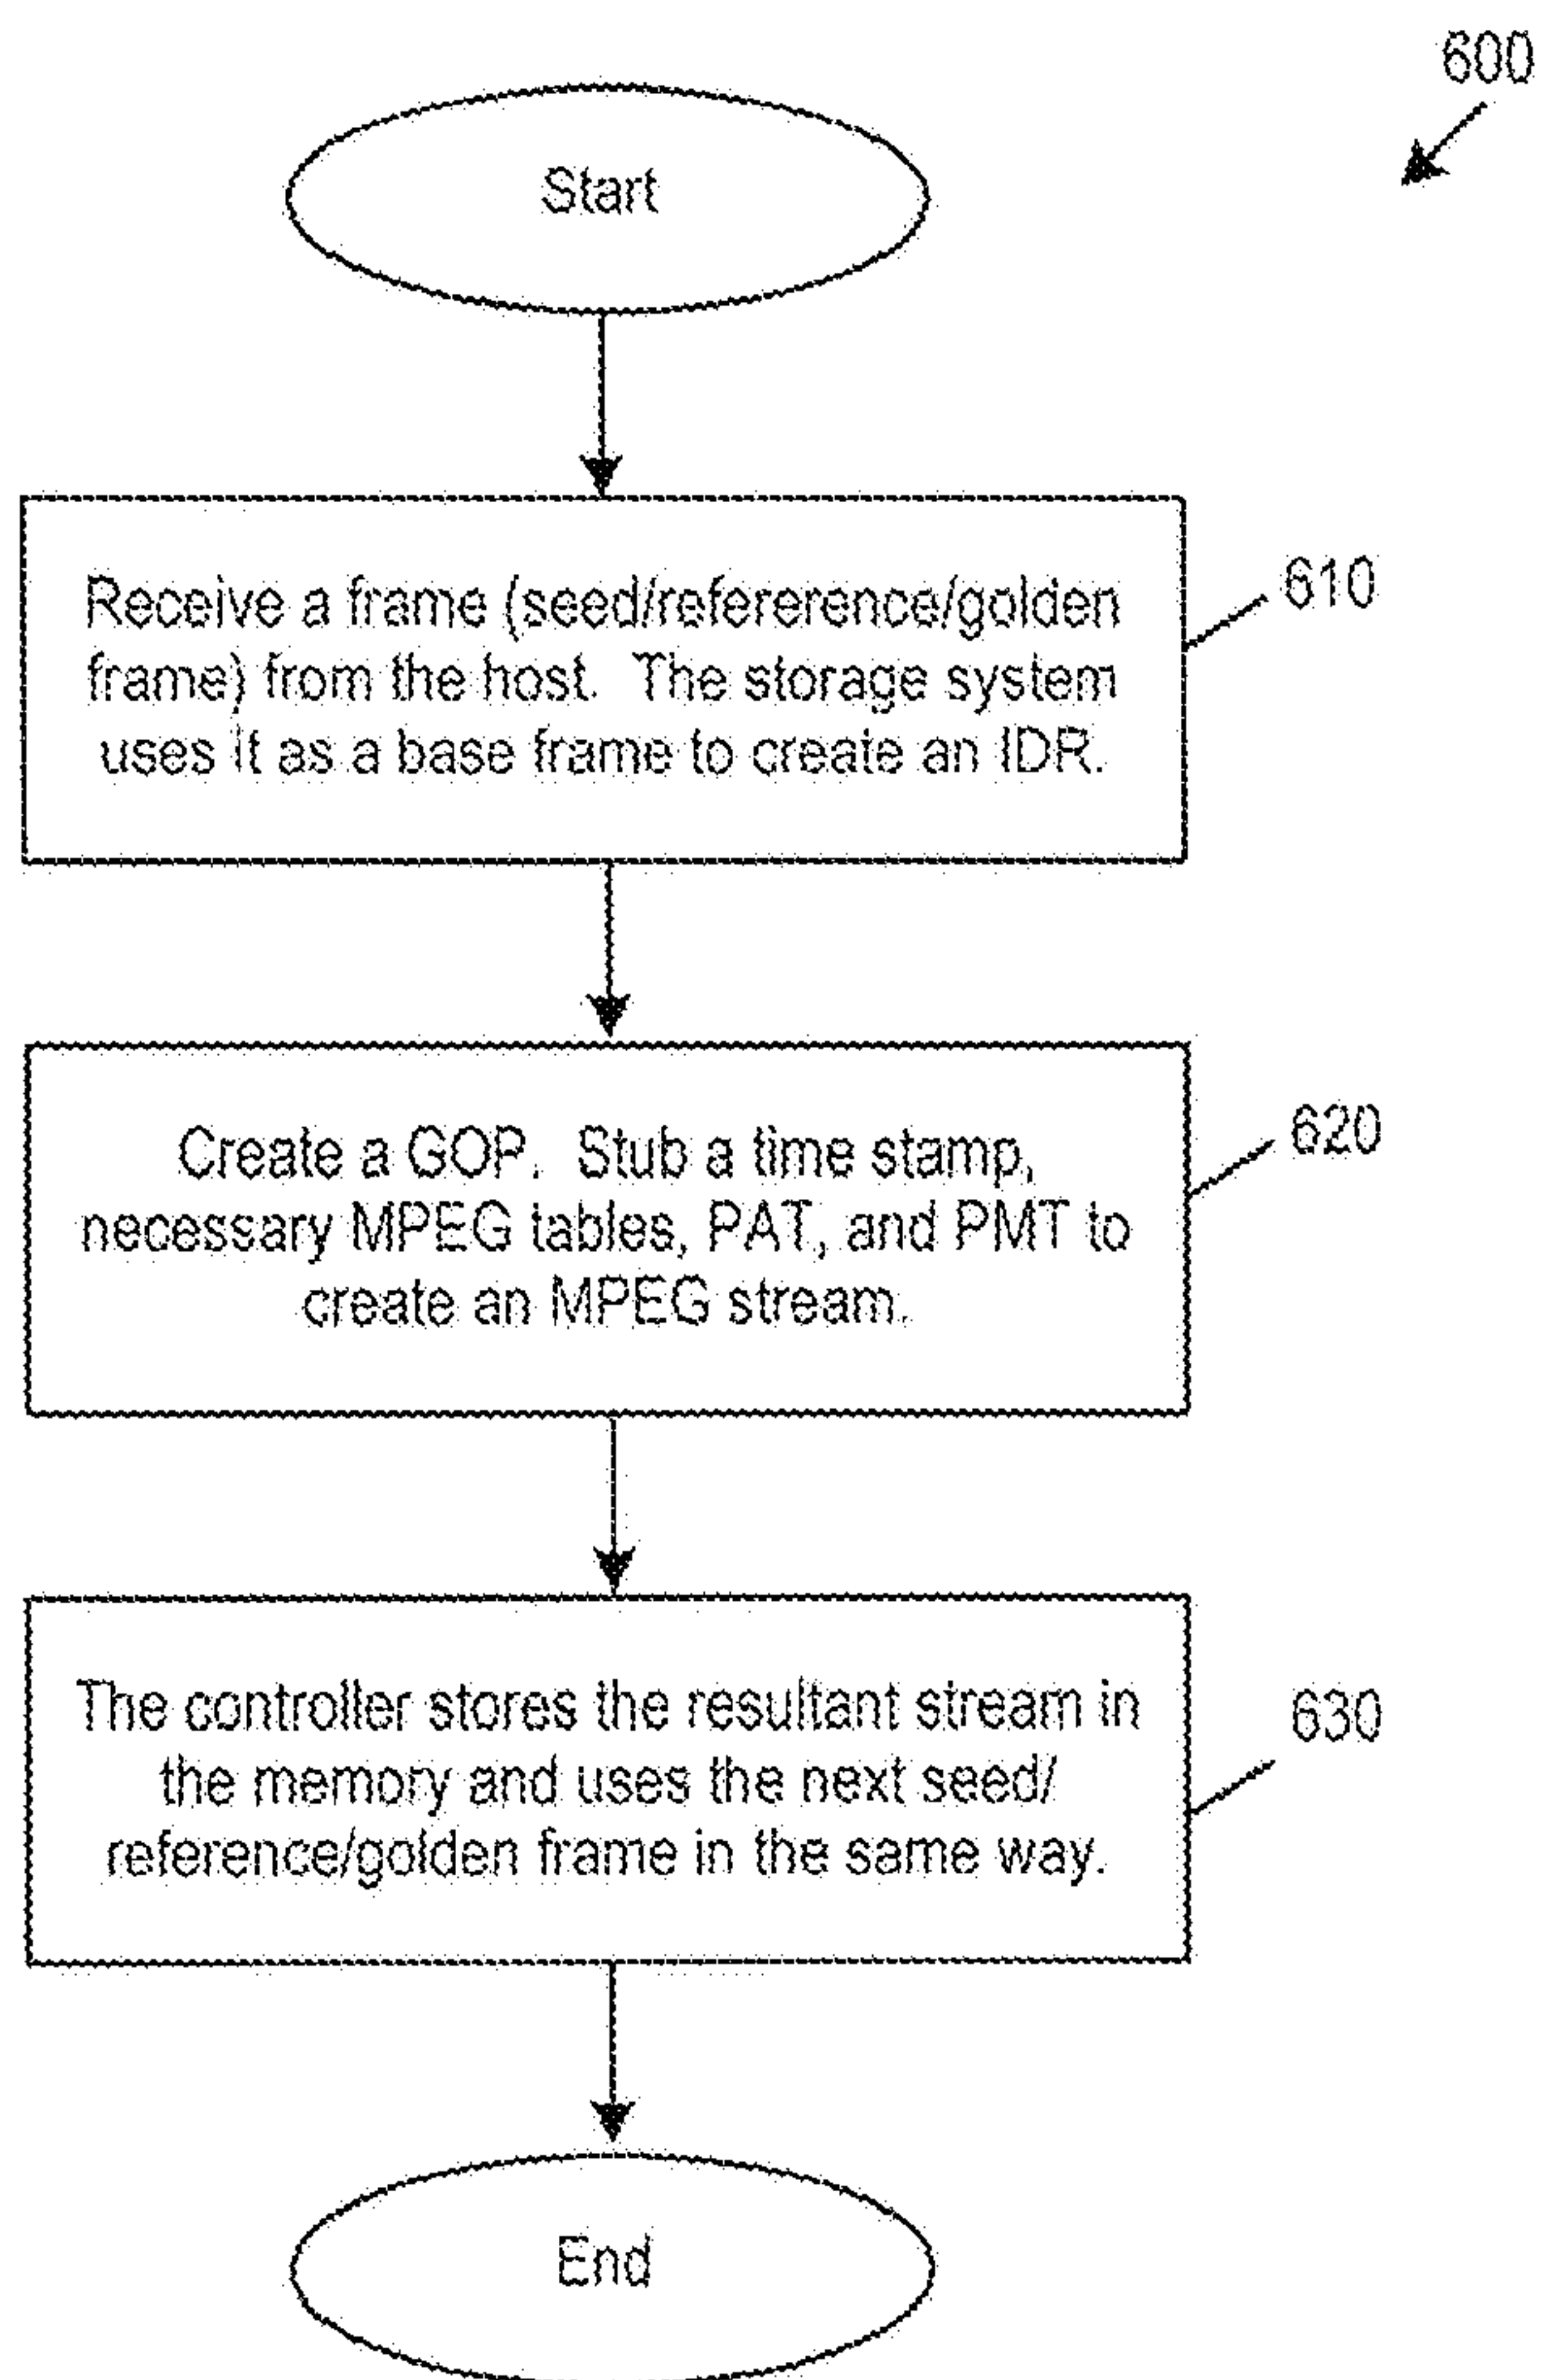 600
Start
Receive a frame (seed/refererence/golden
frame) from the host. The storage system
uses it as a base frame to create an IDR.
610
Create a GOP. Stub a time stamp,
necessary MPEG tables, PAT, and PMT to
create an MPEG stream.
620
The controller stores the resultant stream in
the memory and uses the next seed/
reference/golden frame in the same way.
630
End